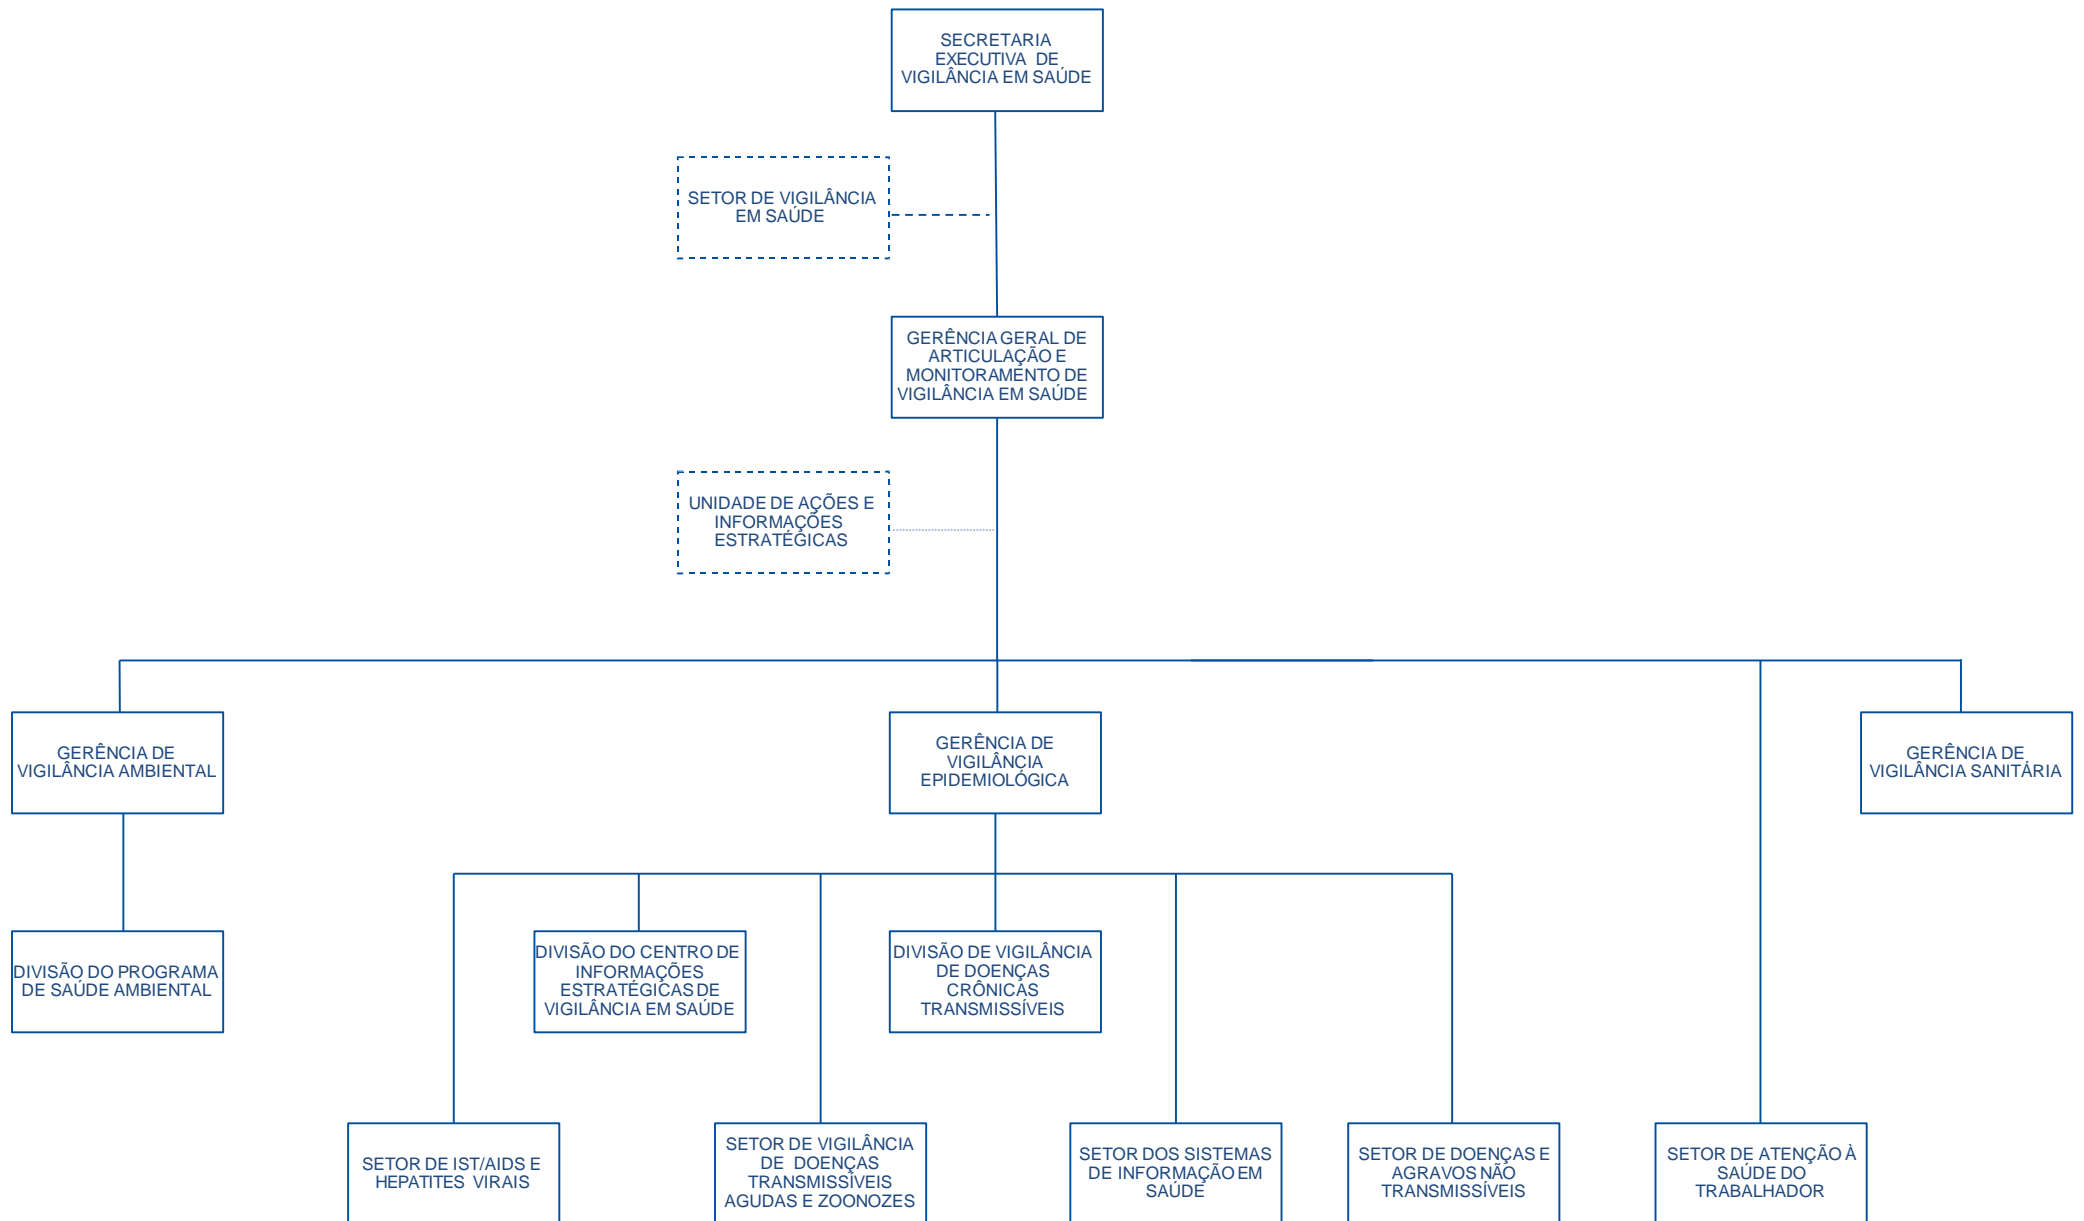 SECRETARIA
EXECUTIVA DE
VIGILÂNCIA EM SAÚDE
SETOR DE VIGILÂNCIA
EM SAÚDE
GERÊNCIA GERAL DE
ARTICULAÇÃO E
MONITORAMENTO DE
VIGILÂNCIA EM SAÚDE
UNIDADE DE AÇÕES E
INFORMAÇÕES
ESTRATÉGICAS
GERÊNCIA DE
VIGILÂNCIA AMBIENTAL
GERÊNCIA DE
VIGILÂNCIA
EPIDEMIOLÓGICA
GERÊNCIA DE
VIGILÂNCIA SANITÁRIA
DIVISÃO DO PROGRAMA
DE SAÚDE AMBIENTAL
DIVISÃO DO CENTRO DE
INFORMAÇÕES
ESTRATÉGICAS DE
VIGILÂNCIA EM SAÚDE
DIVISÃO DE VIGILÂNCIA
DE DOENÇAS
CRÔNICAS
TRANSMISSÍVEIS
SETOR DE IST/AIDS E
HEPATITES VIRAIS
SETOR DE VIGILÂNCIA
DE DOENÇAS
TRANSMISSÍVEIS
AGUDAS E ZOONOZES
SETOR DOS SISTEMAS
DE INFORMAÇÃO EM
SAÚDE
SETOR DE DOENÇAS E
AGRAVOS NÃO
TRANSMISSÍVEIS
SETOR DE ATENÇÃO À
SAÚDE DO
TRABALHADOR